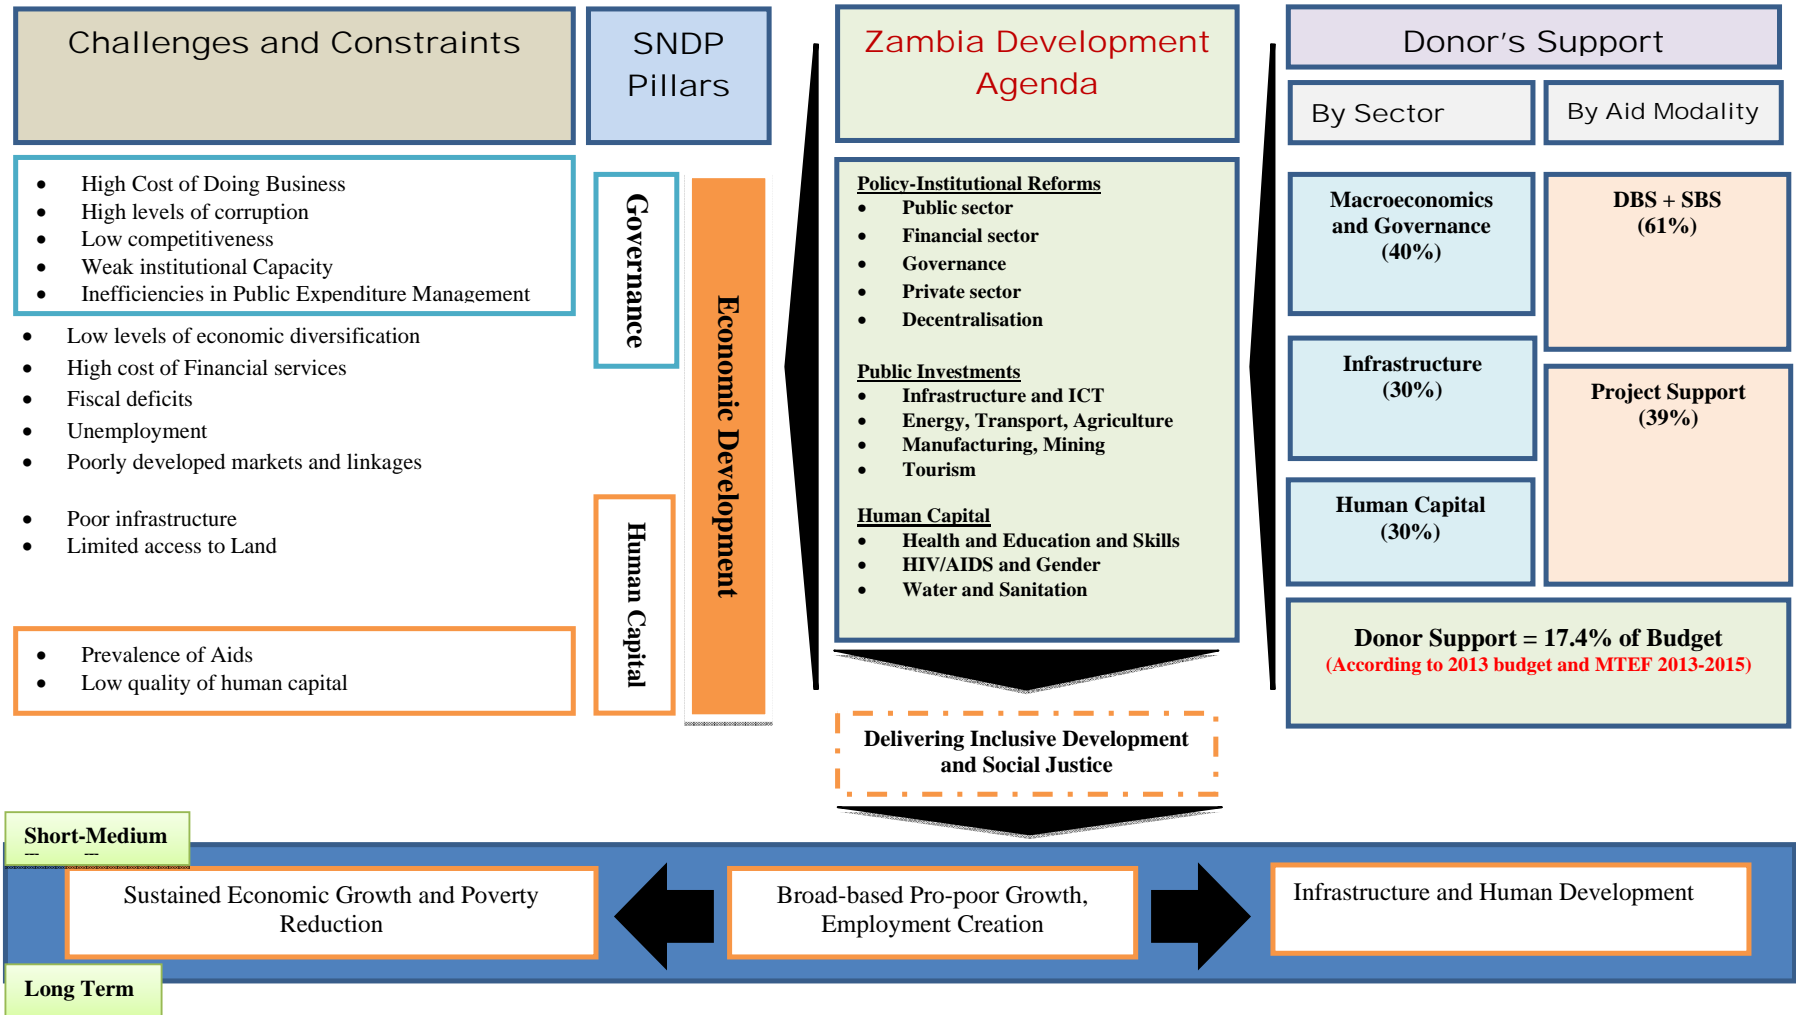 Challenges and Constraints
SNDP
Pillars
Zambia Development
Agenda
Donor's Support
By Sector
By Aid Modality
• High Cost of Doing Business
• High levels of corruption
• Low competitiveness
• Weak institutional Capacity
• Inefficiencies in Public Expenditure Management
• Low levels of economic diversification
• High cost of Financial services
• Fiscal deficits
• Unemployment
• Poorly developed markets and linkages
• Poor infrastructure
• Limited access to Land
• Prevalence of Aids
• Low quality of human capital
Governance
Human Capital
Economic Development
Policy-Institutional Reforms
• Public sector
• Financial sector
• Governance
• Private sector
• Decentralisation
Public Investments
• Infrastructure and ICT
• Energy, Transport, Agriculture
• Manufacturing, Mining
• Tourism
Human Capital
• Health and Education and Skills
• HIV/AIDS and Gender
• Water and Sanitation
Macroeconomics
and Governance
(40%)
Infrastructure
(30%)
Human Capital
(30%)
DBS + SBS
(61%)
Project Support
(39%)
Donor Support = 17.4% of Budget
(According to 2013 budget and MTEF 2013-2015)
Delivering Inclusive Development
and Social Justice
Short-Medium
Sustained Economic Growth and Poverty
Reduction
Broad-based Pro-poor Growth,
Employment Creation
Infrastructure and Human Development
Long Term